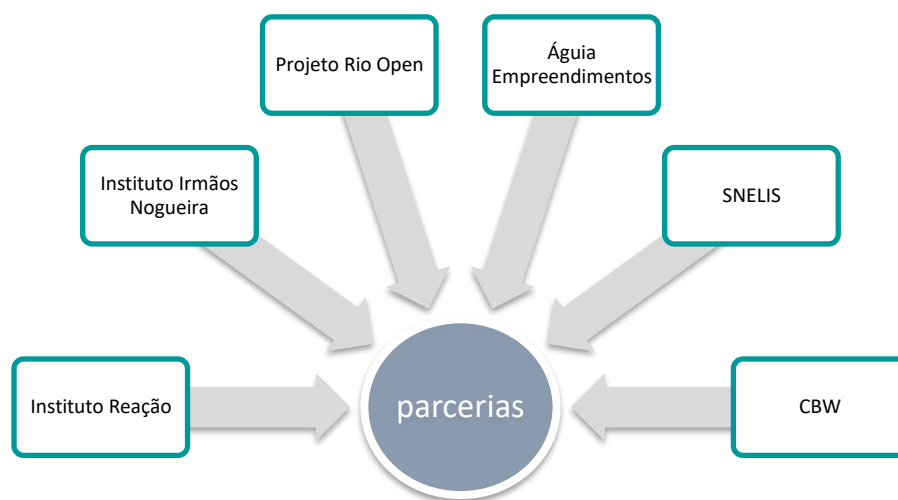 Projeto Rio Open
Águia
Empreendimentos
Instituto Irmãos
Nogueira
SNELIS
Instituto Reação
parcerias
CBW